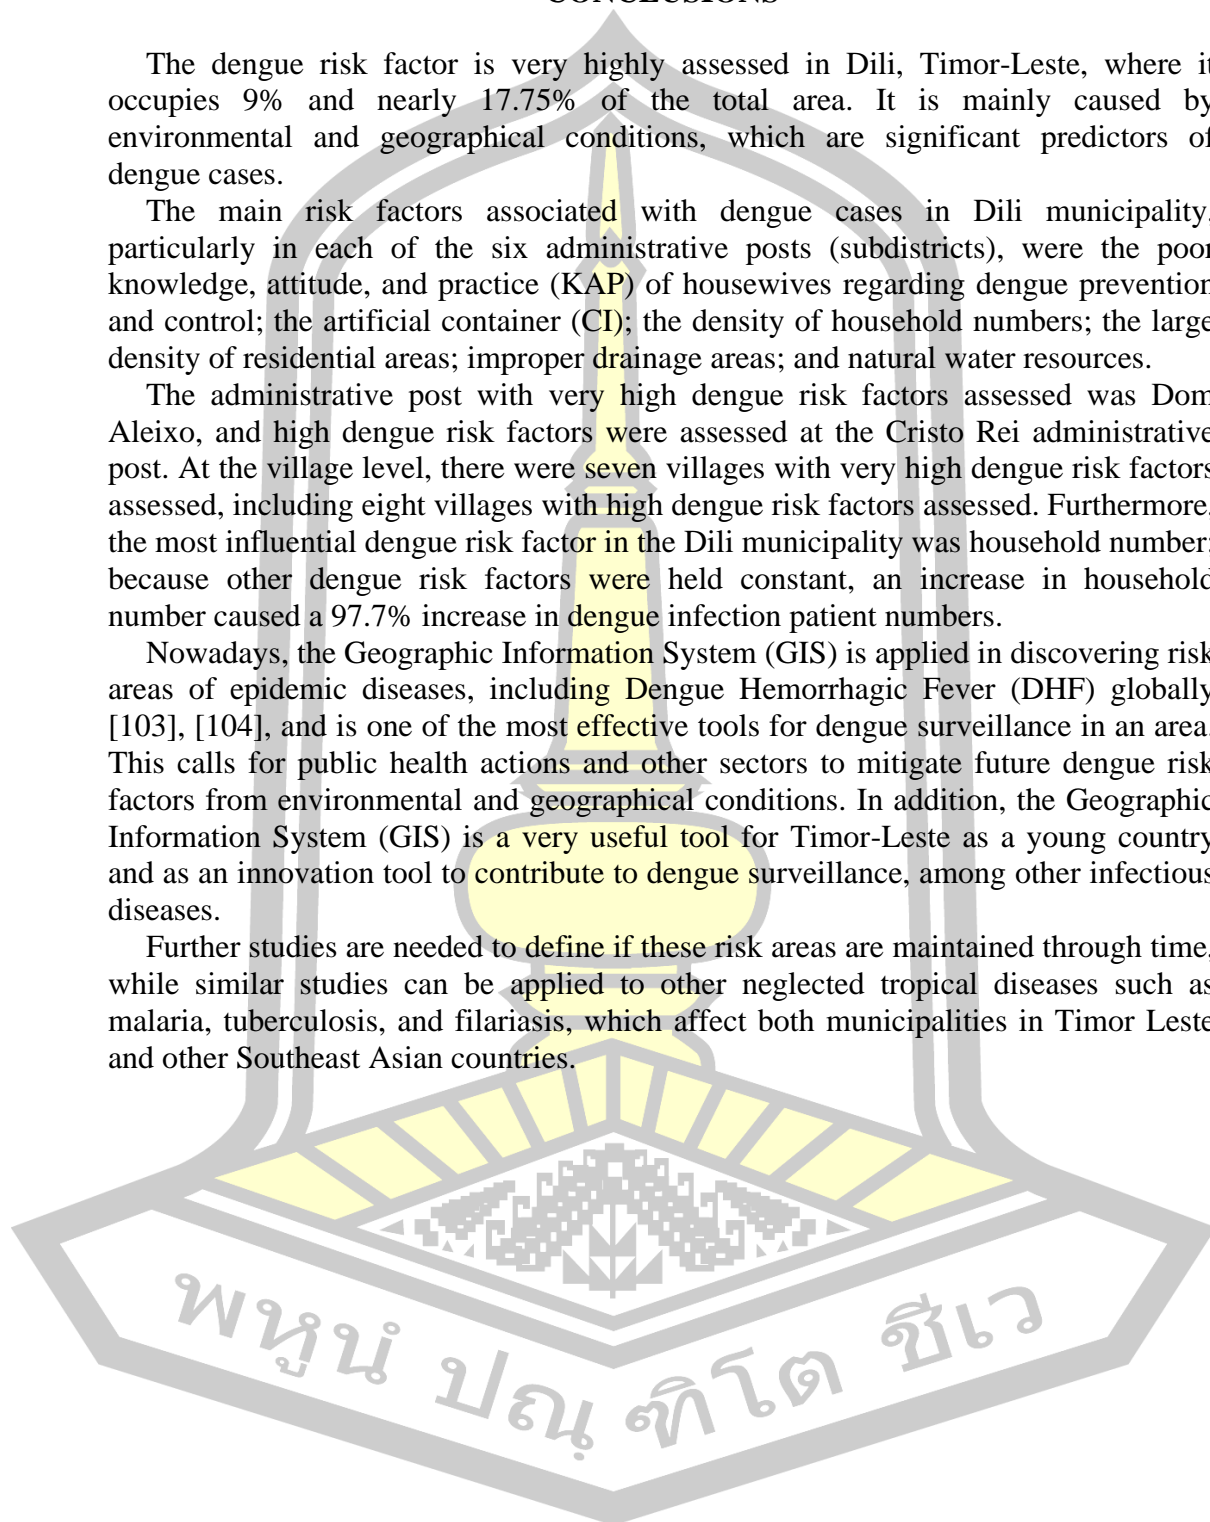 CONCLUSIONS
The dengue risk factor is very highly assessed in Dili, Timor-Leste, where it
occupies 9% and nearly 17.75% of the total area. It is mainly caused by
environmental and geographical conditions, which are significant predictors of
dengue cases.
The main risk factors associated with dengue cases in Dili municipality,
particularly in each of the six administrative posts (subdistricts), were the poor
knowledge, attitude, and practice (KAP) of housewives regarding dengue prevention
and control; the artificial container (CI); the density of household numbers; the large
density of residential areas; improper drainage areas; and natural water resources.
The administrative post with very high dengue risk factors assessed was Dom
Aleixo, and high dengue risk factors were assessed at the Cristo Rei administrative
post. At the village level, there were seven villages with very high dengue risk factors
assessed, including eight villages with high dengue risk factors assessed. Furthermore,
the most influential dengue risk factor in the Dili municipality was household number;
because other dengue risk factors were held constant, an increase in household
number caused a 97.7% increase in dengue infection patient numbers.
Nowadays, the Geographic Information System (GIS) is applied in discovering risk
areas of epidemic diseases, including Dengue Hemorrhagic Fever (DHF) globally
[103], [104], and is one of the most effective tools for dengue surveillance in an area.
This calls for public health actions and other sectors to mitigate future dengue risk
factors from environmental and geographical conditions. In addition, the Geographic
Information System (GIS) is a very useful tool for Timor-Leste as a young country
and as an innovation tool to contribute to dengue surveillance, among other infectious
diseases.
Further studies are needed to define if these risk areas are maintained through time,
while similar studies can be applied to other neglected tropical diseases such as
malaria, tuberculosis, and filariasis, which affect both municipalities in Timor Leste
and other Southeast Asian countries.
พหูนํ ปณฺฑิโต ชีเว